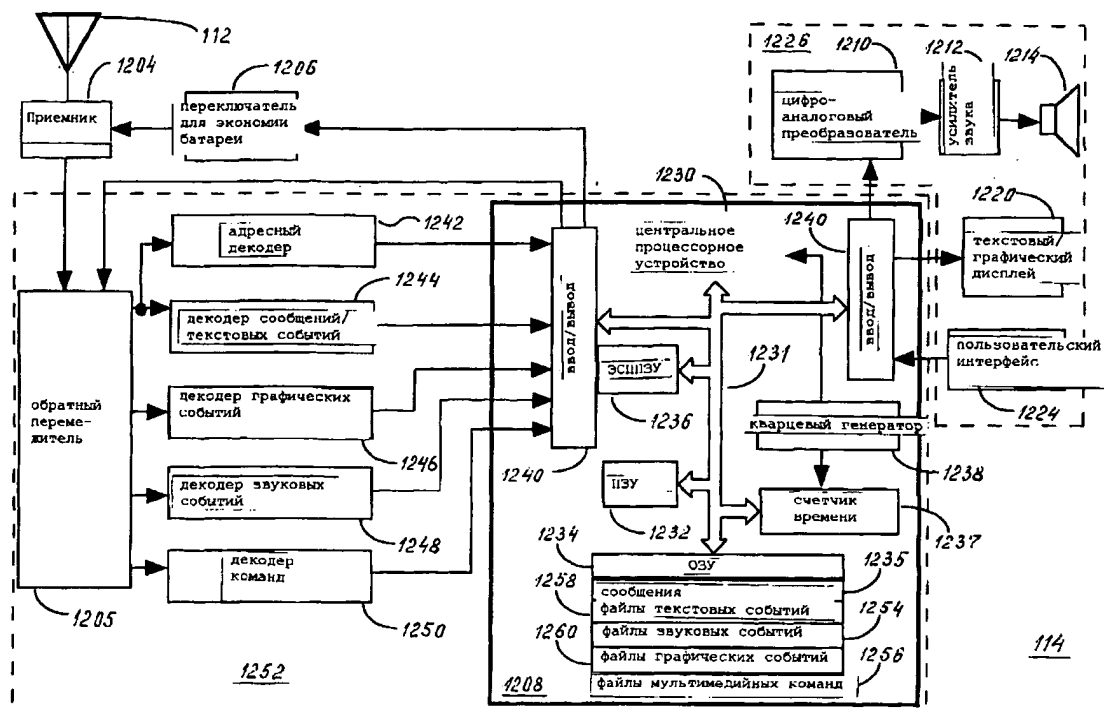 112
1204
Приемник
1206
переключатель
для экономии
батареи
1226
1210
цифро-
аналоговый
преобразователь
1212
усилитель
звука
1214
1220
текстовый/
графический
дисплей
пользовательский
интерфейс
1224
1242
адресный
декодер
1244
декодер сообщений/
текстовых событий
обратный
переме-
житель
1205
декодер графических
событий
1246
декодер звуковых
событий
1248
декодер
команд
1250
1252
1230
центральное
процессорное
устройство
ввод/вывод
1240
1240
ввод/вывод
1231
ЭСППЗУ
1236
кварцевый генератор
1238
ПЗУ
1232
счетчик
времени
1237
1234
ОЗУ
1235
1258
сообщения
файлы текстовых событий
1254
файлы звуковых событий
1260
файлы графических событий
1256
файлы мультимедийных команд
1208
114